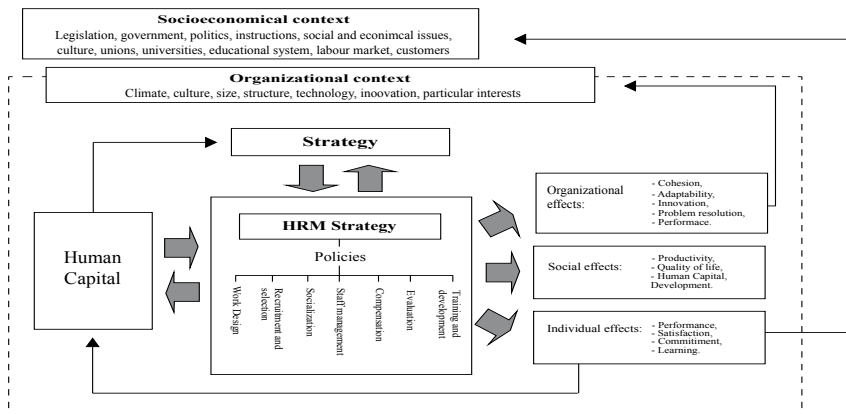 Socioeconomical context
Legislation, government, politics, instructions, social and econimcal issues,
culture, unions, universities, educational system, labour market, customers
Organizational context
Climate, culture, size, structure, technology, inoovation, particular interests
Strategy
Human
Capital
HRM Strategy
Policies
Work Design
Recruitment and
selection
Socialization
Staff management
Compensation
Evaluation
Training and
development
Organizational
effects:
- Cohesion,
- Adaptability,
- Innovation,
- Problem resolution,
- Performace.
Social effects:
- Productivity,
- Quality of life,
- Human Capital,
Development.
Individual effects:
- Performance,
- Satisfaction,
- Commitment,
- Learning.